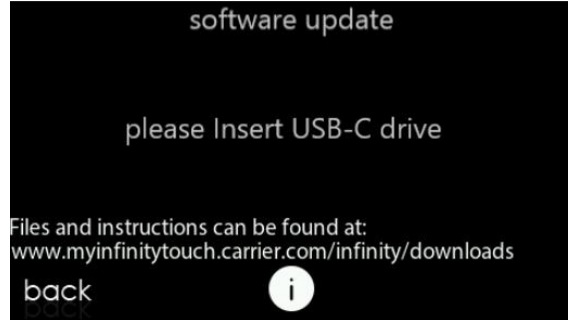 software update
please Insert USB-C drive
Files and instructions can be found at:
www.myinfinitytouch.carrier.com/infinity/downloads
back
i